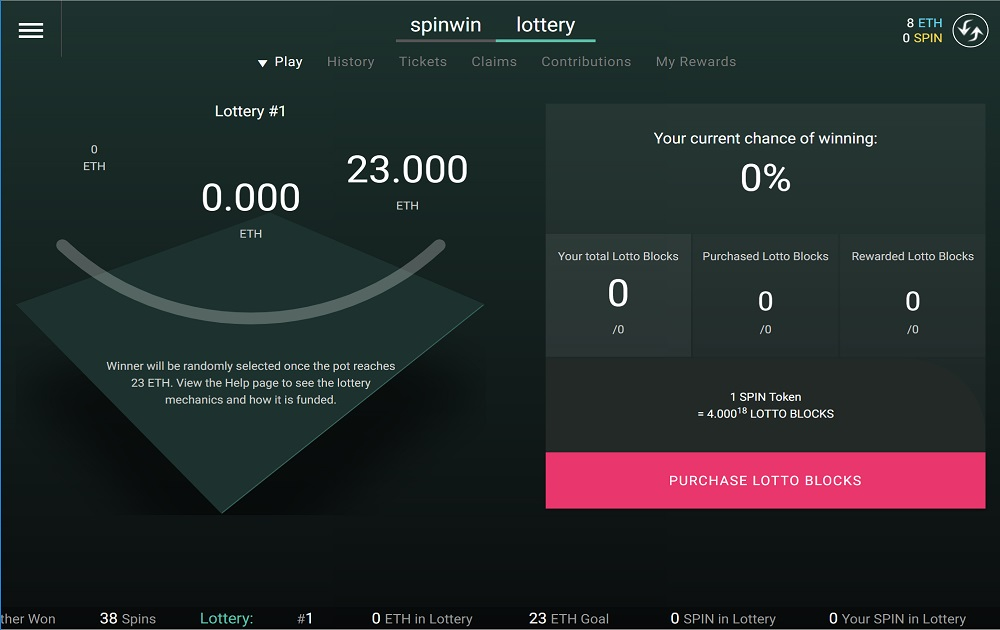 spinwin lottery
8 ETH
0 SPIN
Play History Tickets Claims Contributions My Rewards
Lottery #1
0
ETH
0.000
ETH
23.000
ETH
Winner will be randomly selected once the pot reaches
23 ETH. View the Help page to see the lottery
mechanics and how it is funded.
Your current chance of winning:
0%
Your total Lotto Blocks
0
/0
Purchased Lotto Blocks
0
/0
Rewarded Lotto Blocks
0
/0
1 SPIN Token
= 4.000¹⁸ LOTTO BLOCKS
PURCHASE LOTTO BLOCKS
ther Won 38 Spins Lottery: #1 0 ETH in Lottery 23 ETH Goal 0 SPIN in Lottery 0 Your SPIN in Lottery